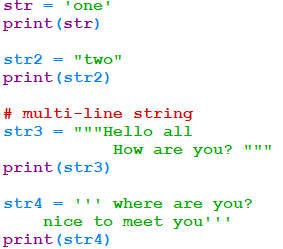 str = 'one'
print(str)
str2 = "two"
print(str2)
# multi-line string
str3 = """Hello all
How are you? """
print(str3)
str4 = ''' where are you?
nice to meet you'''
print(str4)